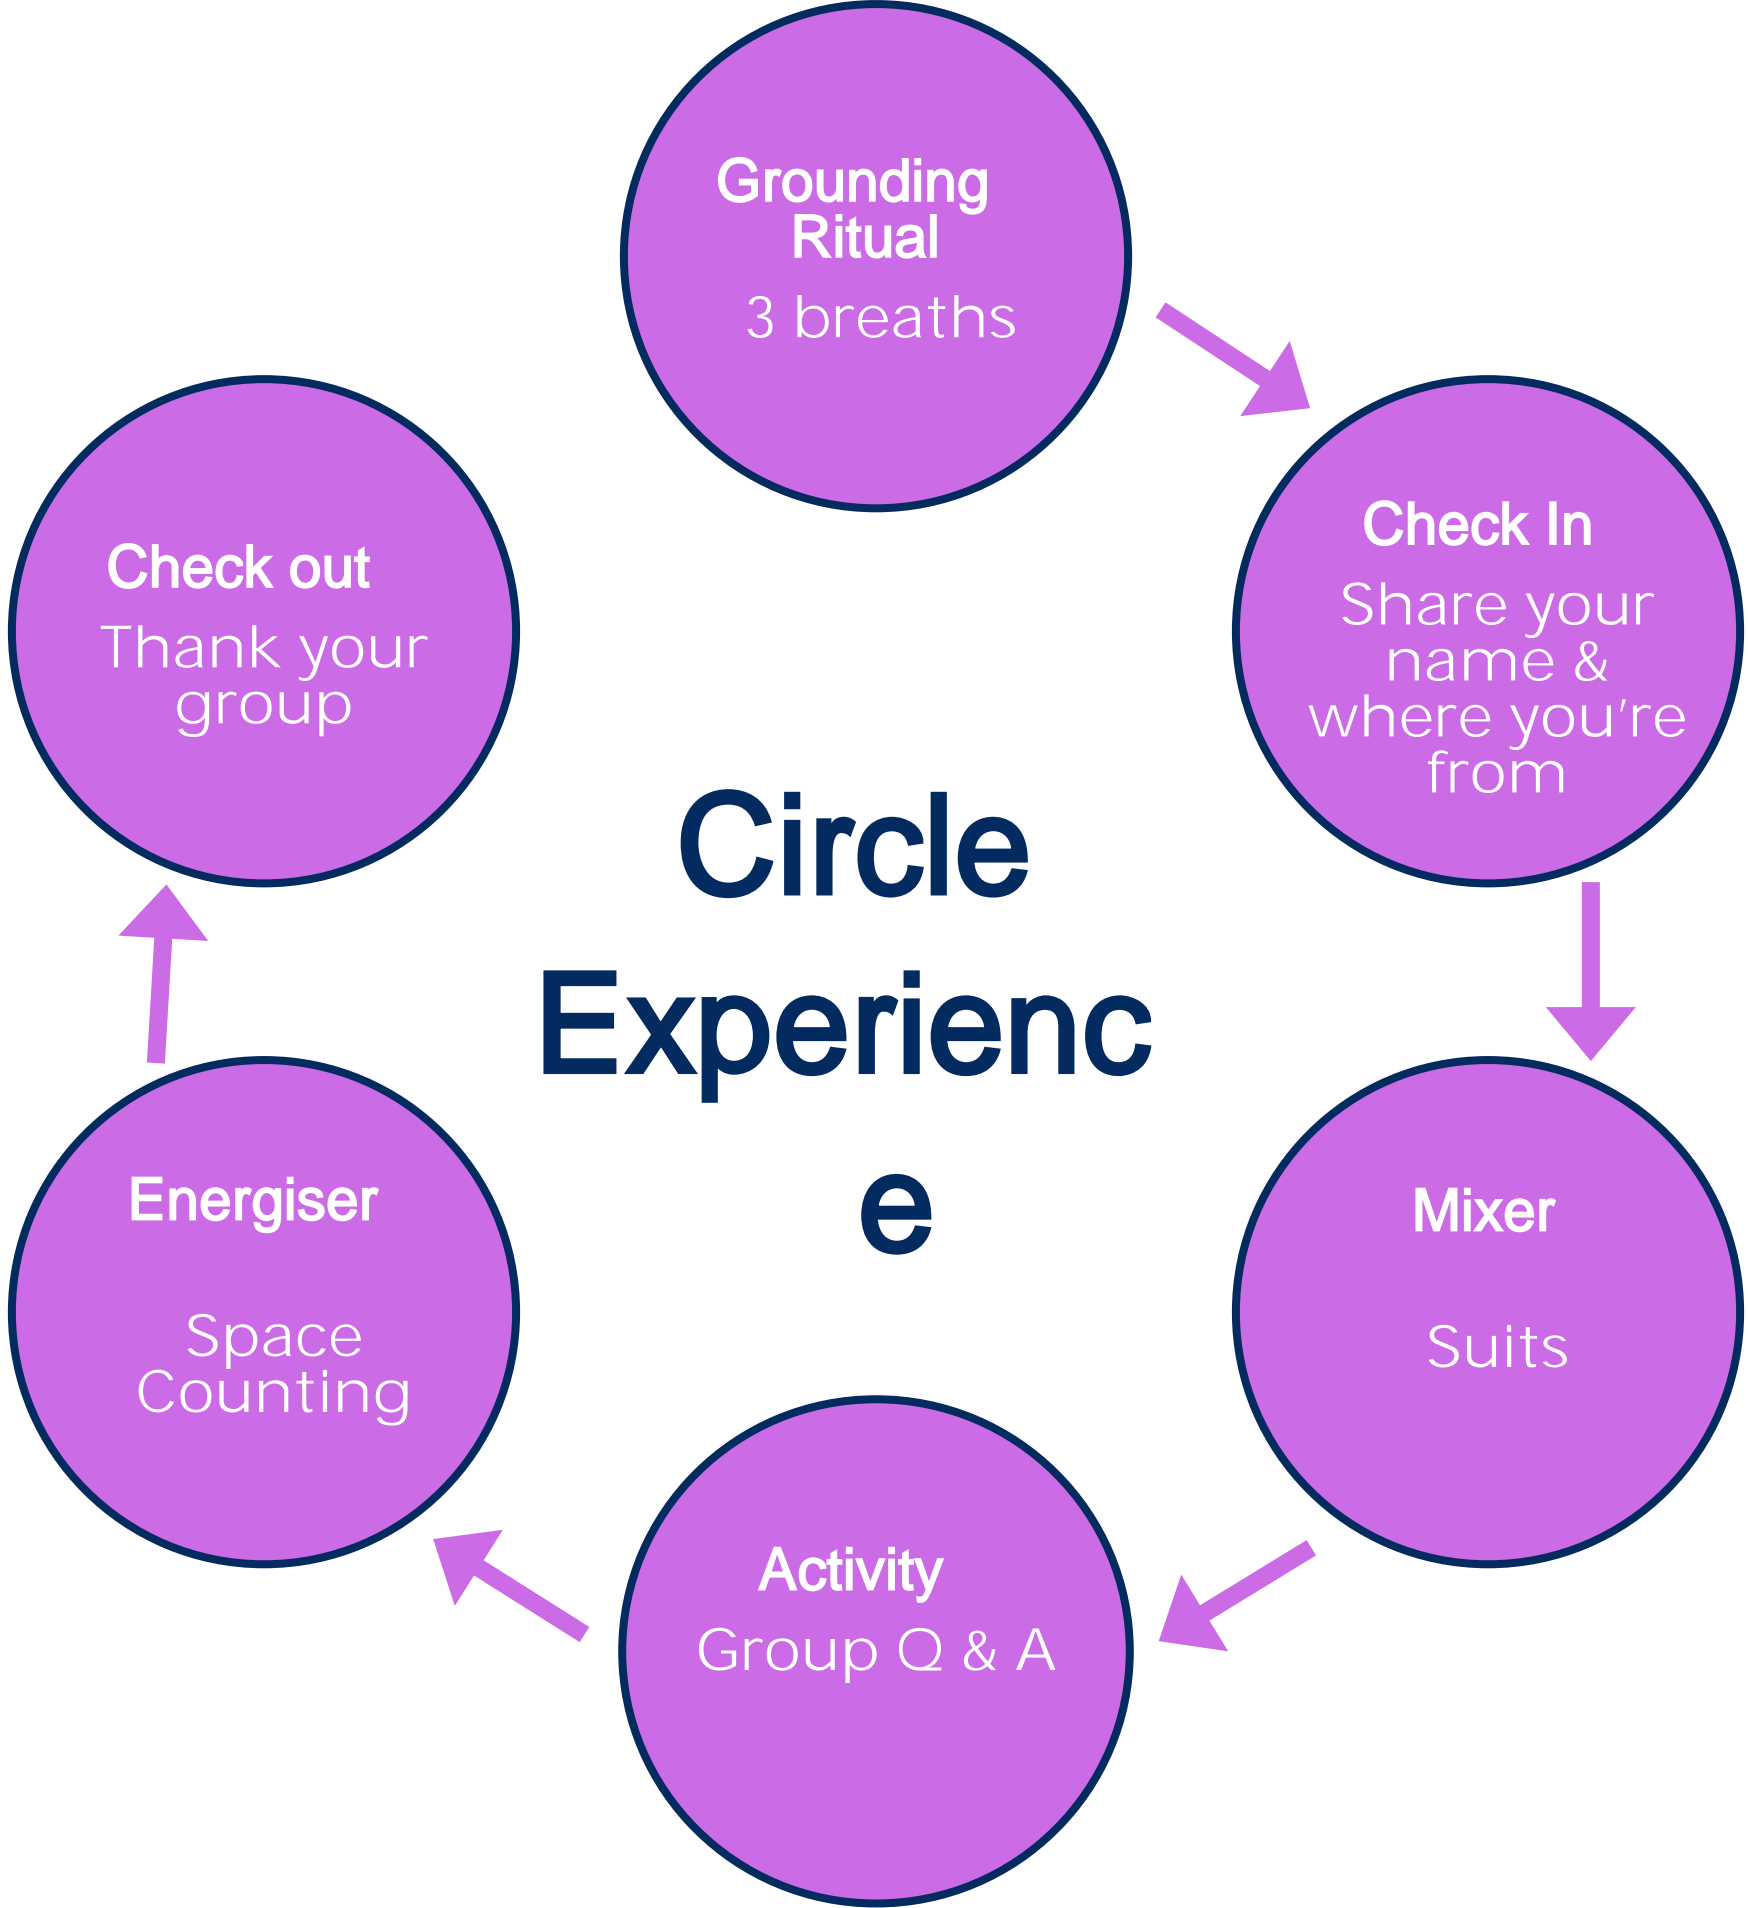 Grounding
Ritual
3 breaths
Check In
Share your
name &
where you're
from
Mixer
Suits
Activity
Group Q & A
Energiser
Space
Counting
Check out
Thank your
group
Circle
Experienc
e